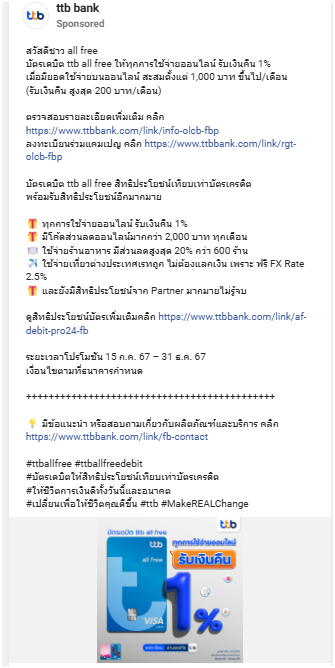 ttb bank
Sponsored
สวัสดีชาว all free
บัตรเดบิต ttb all free ให้ทุกการใช้จ่ายออนไลน์ รับเงินคืน 1%
เมื่อมียอดใช้จ่ายบนออนไลน์ สะสมตั้งแต่ 1,000 บาท ขึ้นไป/เดือน
(รับเงินคืน สูงสุด 200 บาท/เดือน)
ตรวจสอบรายละเอียดเพิ่มเติม คลิก
https://www.ttbbank.com/link/info-olcb-fbp
ลงทะเบียนร่วมแคมเปญ คลิก https://www.ttbbank.com/link/rgt-
olcb-fbp
บัตรเดบิต ttb all free สิทธิประโยชน์เทียบเท่าบัตรเครดิต
พร้อมรับสิทธิประโยชน์อีกมากมาย
🎁 ทุกการใช้จ่ายออนไลน์ รับเงินคืน 1%
🎁 มีโค้ดส่วนลดออนไลน์มากกว่า 2,000 บาท ทุกเดือน
🍽️ ใช้จ่ายร้านอาหาร มีส่วนลดสูงสุด 20% กว่า 600 ร้าน
✈️ ใช้จ่ายเที่ยวต่างประเทศเรทถูก ไม่ต้องแลกเงิน เพราะ ฟรี FX Rate
2.5%
🎁 และยังมีสิทธิประโยชน์จาก Partner มากมายไม่รู้จบ
ดูสิทธิประโยชน์บัตรเพิ่มเติมคลิก https://www.ttbbank.com/link/af-
debit-pro24-fb
ระยะเวลาโปรโมชัน 15 ก.ค. 67 – 31 ธ.ค. 67
เงื่อนไขตามที่ธนาคารกำหนด
++++++++++++++++++++++++++++++++++++++++++++
💡 มีข้อแนะนำ หรือสอบถามเกี่ยวกับผลิตภัณฑ์และบริการ คลิก
https://www.ttbbank.com/link/fb-contact
#ttballfree #ttballfreedebit
#บัตรเดบิตให้สิทธิประโยชน์เทียบเท่าบัตรเครดิต
#ให้ชีวิตการเงินดีทั้งวันนี้และอนาคต
#เปลี่ยนเพื่อให้ชีวิตคุณดีขึ้น #ttb #MakeREALChange
ttb
บัตรเดบิต ttb all free
ทุกการใช้จ่ายออนไลน์
รับเงินคืน
1%
ttb
all free
VISA